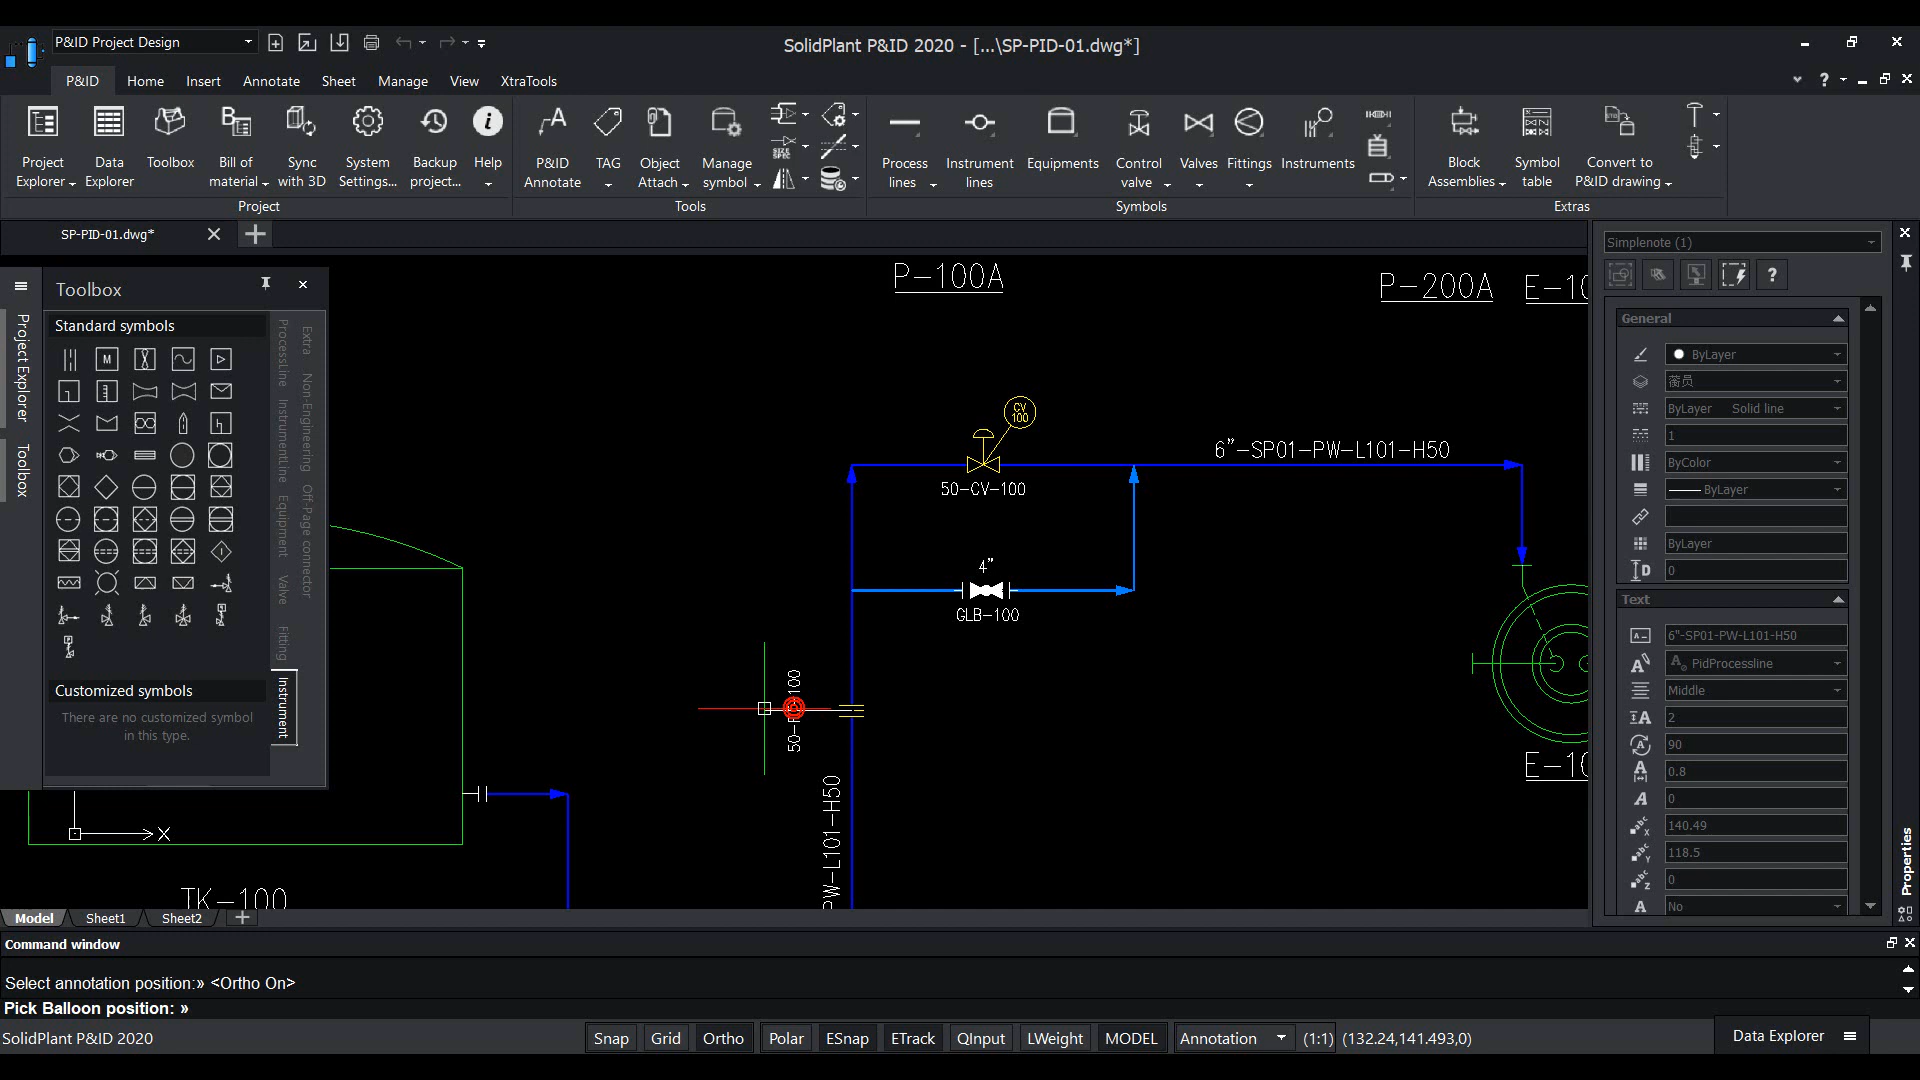 P&ID Project Design
SolidPlant P&ID 2020 - [...\SP-PID-01.dwg*]
P&ID Home Insert Annotate Sheet Manage View XtraTools
Project Explorer
Data Explorer
Toolbox
Bill of material
Sync with 3D
System Settings...
Backup project...
Help
P&ID Annotate
TAG
Object Attach
Manage symbol
Process lines
Instrument lines
Equipments
Control valve
Valves
Fittings
Instruments
Block Assemblies
Symbol table
Convert to P&ID drawing
Project
Tools
Symbols
Extras
SP-PID-01.dwg*
Project Explorer
Toolbox
Toolbox
Standard symbols
Customized symbols
There are no customized symbol
in this type.
ProcessLine
InstrumentLine
Equipment
Valve
Fitting
Instrument
Extra
Non-Engineering
Off-Page connector
P-100A
P-200A
CV
100
6"-SP01-PW-L101-H50
50-CV-100
4"
GLB-100
PW-L101-H50
TK-100
X
Simplenote (1)
General
ByLayer
ByLayer Solid line
1
ByColor
ByLayer
ByLayer
0
Text
6"-SP01-PW-L101-H50
PidProcessline
Middle
2
90
0.8
0
140.49
118.5
0
No
Properties
Model Sheet1 Sheet2
Command window
Select annotation position:» <Ortho On>
Pick Balloon position: »
SolidPlant P&ID 2020
Snap Grid Ortho Polar ESnap ETrack QInput LWeight MODEL Annotation (1:1) (132.24,141.493,0)
Data Explorer